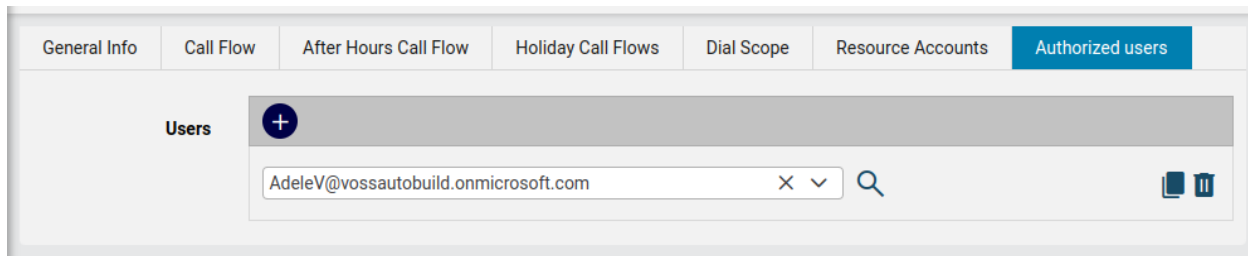 General Info Call Flow After Hours Call Flow Holiday Call Flows Dial Scope Resource Accounts Authorized users
Users
AdeleV@vossautobuild.onmicrosoft.com